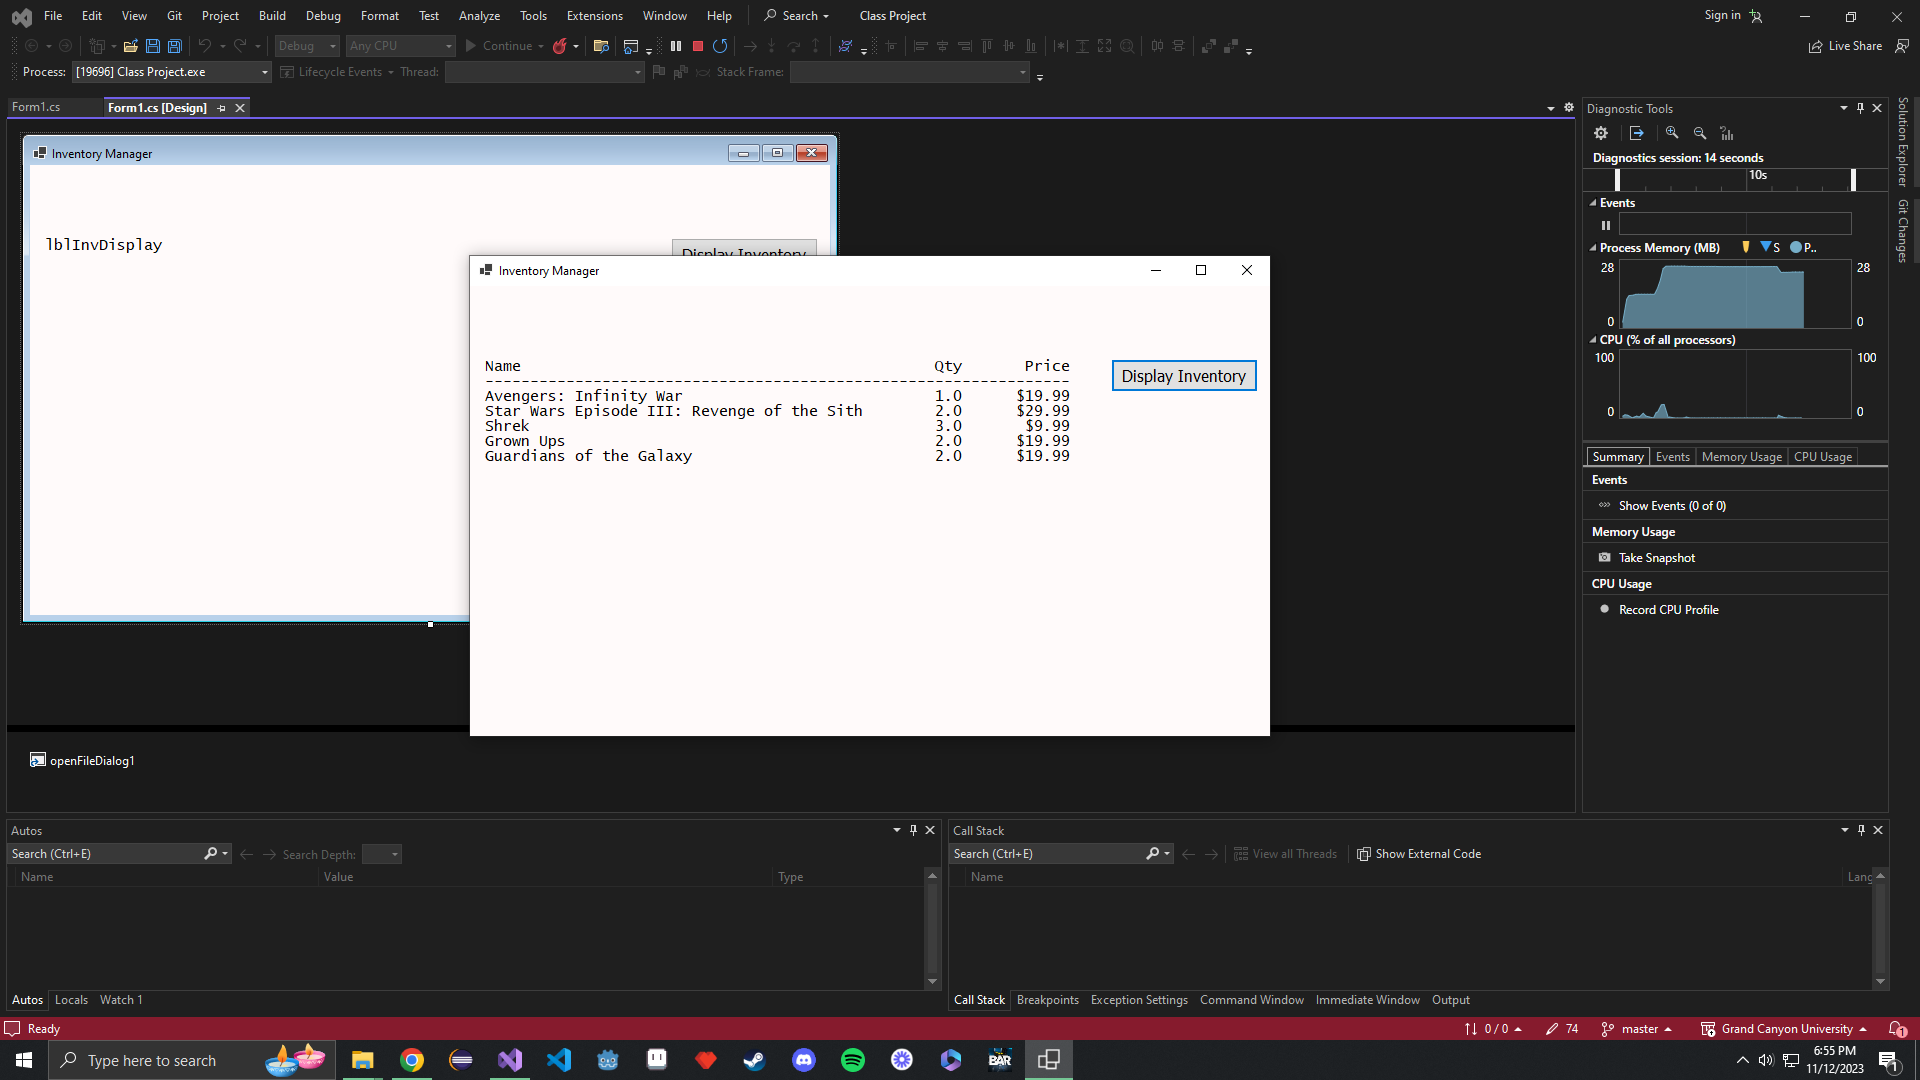 File Edit View Git Project Build Debug Format Test Analyze Tools Extensions Window Help Search Class Project Sign in
Debug Any CPU Continue Live Share
Process: [19696] Class Project.exe Lifecycle Events Thread: Stack Frame:
Form1.cs Form1.cs [Design]
Inventory Manager
lblInvDisplay
Display Inventory
Inventory Manager
Name Qty Price
-----------------------------------------------------------------
Avengers: Infinity War 1.0 $19.99
Star Wars Episode III: Revenge of the Sith 2.0 $29.99
Shrek 3.0 $9.99
Grown Ups 2.0 $19.99
Guardians of the Galaxy 2.0 $19.99
Display Inventory
openFileDialog1
Diagnostic Tools
Diagnostics session: 14 seconds
10s
Events
Process Memory (MB) S P..
28 28
0 0
CPU (% of all processors)
100 100
0 0
Summary Events Memory Usage CPU Usage
Events
Show Events (0 of 0)
Memory Usage
Take Snapshot
CPU Usage
Record CPU Profile
Solution Explorer
Git Changes
Autos
Search (Ctrl+E) Search Depth:
Name Value Type
Autos Locals Watch 1
Call Stack
Search (Ctrl+E) View all Threads Show External Code
Name Lang
Call Stack Breakpoints Exception Settings Command Window Immediate Window Output
Ready 0 / 0 74 master Grand Canyon University 1
Type here to search BAR 6:55 PM
11/12/2023 1